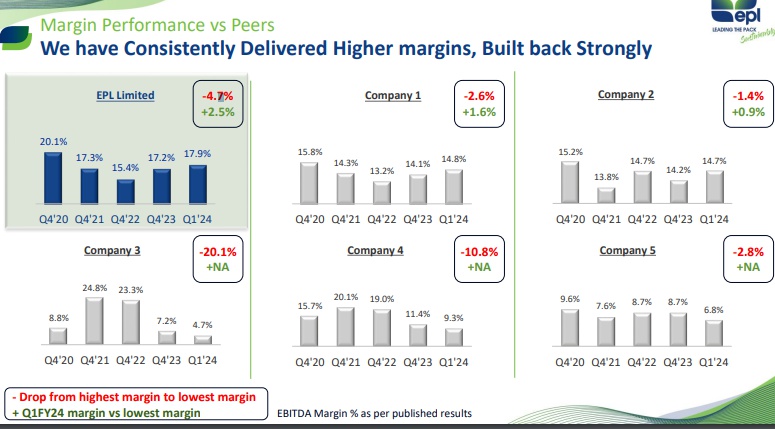 Margin Performance vs Peers
We have Consistently Delivered Higher margins, Built back Strongly
epl
LEADING THE PACK
Sustainably
EPL Limited
-4.7%
+2.5%
20.1% 17.3% 15.4% 17.2% 17.9%
Q4'20 Q4'21 Q4'22 Q4'23 Q1'24
Company 1
-2.6%
+1.6%
15.8% 14.3% 13.2% 14.1% 14.8%
Q4'20 Q4'21 Q4'22 Q4'23 Q1'24
Company 2
-1.4%
+0.9%
15.2% 13.8% 14.7% 14.2% 14.7%
Q4'20 Q4'21 Q4'22 Q4'23 Q1'24
Company 3
-20.1%
+NA
8.8% 24.8% 23.3% 7.2% 4.7%
Q4'20 Q4'21 Q4'22 Q4'23 Q1'24
Company 4
-10.8%
+NA
15.7% 20.1% 19.0% 11.4% 9.3%
Q4'20 Q4'21 Q4'22 Q4'23 Q1'24
Company 5
-2.8%
+NA
9.6% 7.6% 8.7% 8.7% 6.8%
Q4'20 Q4'21 Q4'22 Q4'23 Q1'24
- Drop from highest margin to lowest margin
+ Q1FY24 margin vs lowest margin
EBITDA Margin % as per published results